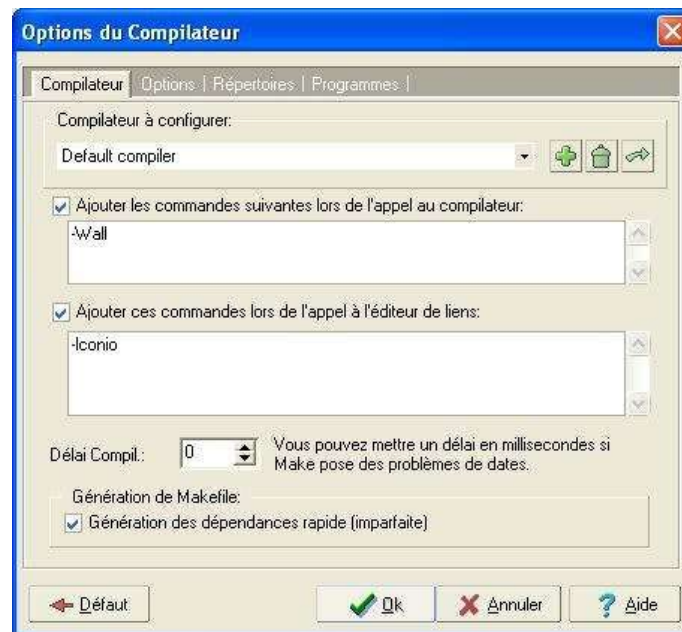 Options du Compilateur
Compilateur Options | Répertoires | Programmes |
Compilateur à configurer:
Default compiler
Ajouter les commandes suivantes lors de l'appel au compilateur:
-Wall
Ajouter ces commandes lors de l'appel à l'éditeur de liens:
-lconio
Délai Compil.: 0
Vous pouvez mettre un délai en millisecondes si
Make pose des problèmes de dates.
Génération de Makefile:
Génération des dépendances rapide (imparfaite)
Défaut Ok Annuler Aide